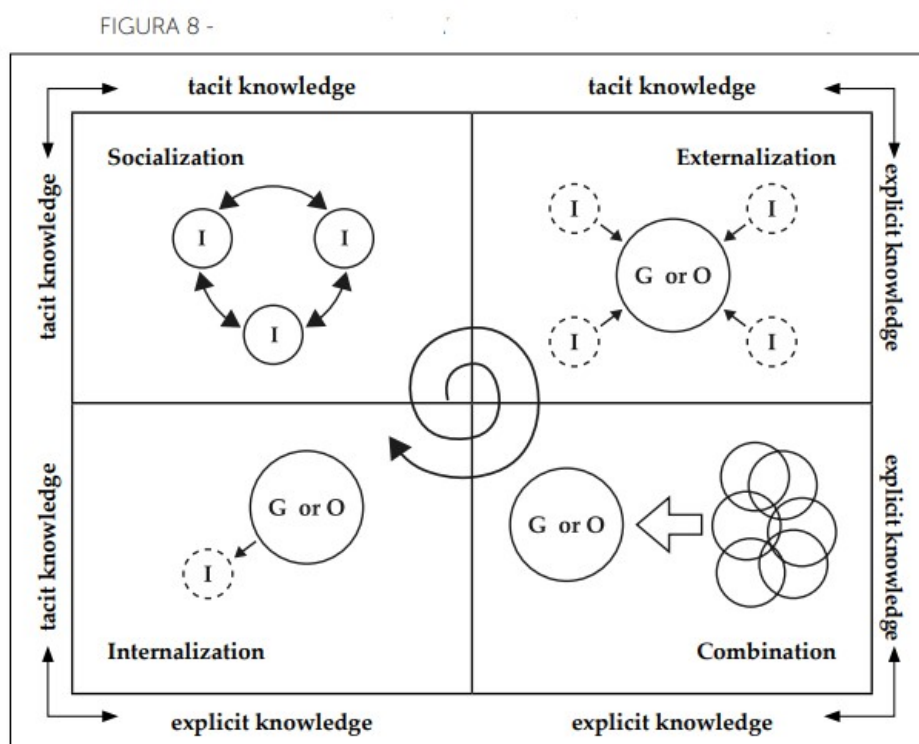 FIGURA 8 -
tacit knowledge
tacit knowledge
tacit knowledge
Socialization
I
I
I
Externalization
I
I
G or O
I
I
explicit knowledge
tacit knowledge
G or O
I
Internalization
G or O
Combination
explicit knowledge
explicit knowledge
explicit knowledge